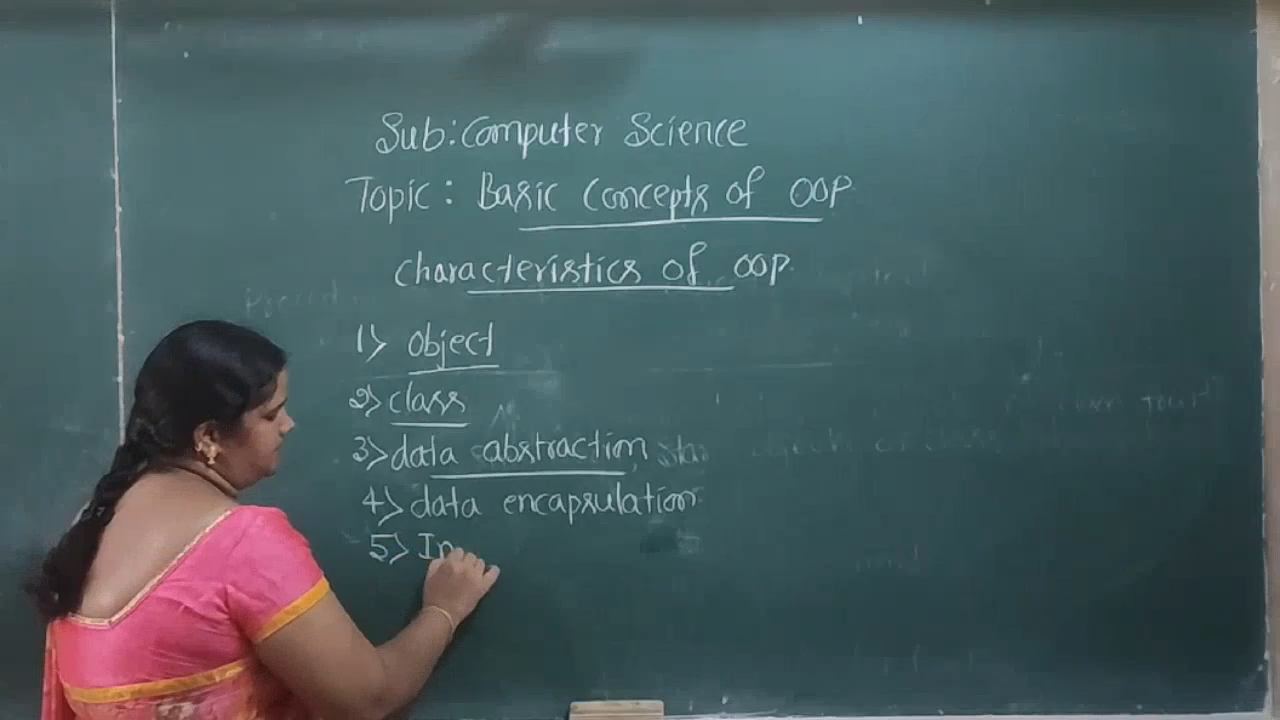 Sub: Computer Science
Topic: Basic Concepts of OOP
characteristics of OOP
1) object
2) class
3) data abstraction
4) data encapsulation
5) In